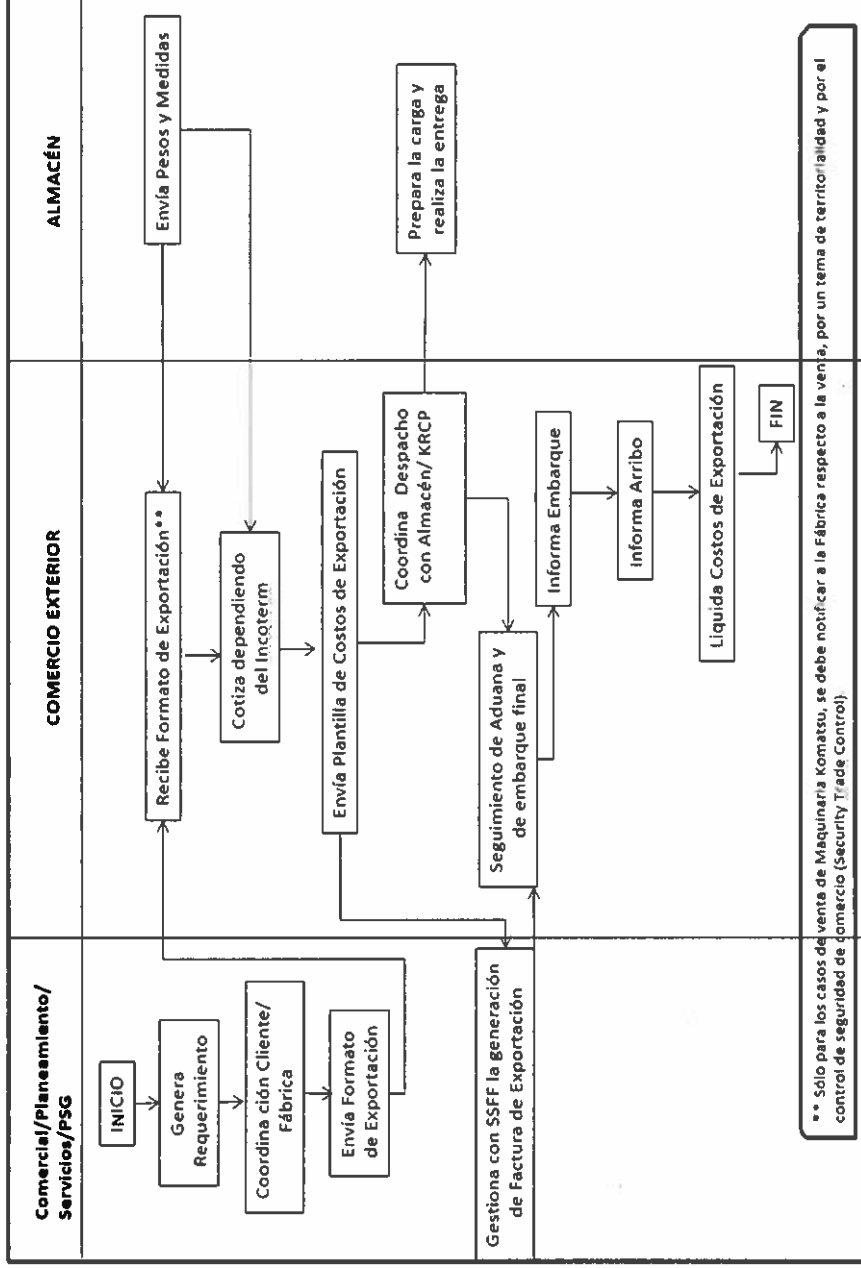 Comercial/Planeamiento/
Servicios/PSG
COMERCIO EXTERIOR
ALMACÉN
INICIO
Genera
Requerimiento
Coordina ción Cliente/
Fábrica
Envía Formato
de Exportación
Recibe Formato de Exportación**
Envía Pesos y Medidas
Cotiza dependiendo
del Incoterm
Envía Plantilla de Costos de Exportación
Coordina Despacho
con Almacén/ KRCP
Prepara la carga y
realiza la entrega
Gestiona con SSFF la generación
de Factura de Exportación
Seguimiento de Aduana y
de embarque final
Informa Embarque
Informa Arribo
Liquida Costos de Exportación
FIN
** Sólo para los casos de venta de Maquinaria Komatsu, se debe notificar a la Fábrica respecto a la venta, por un tema de territorialidad y por el
control de seguridad de comercio (Security Trade Control).